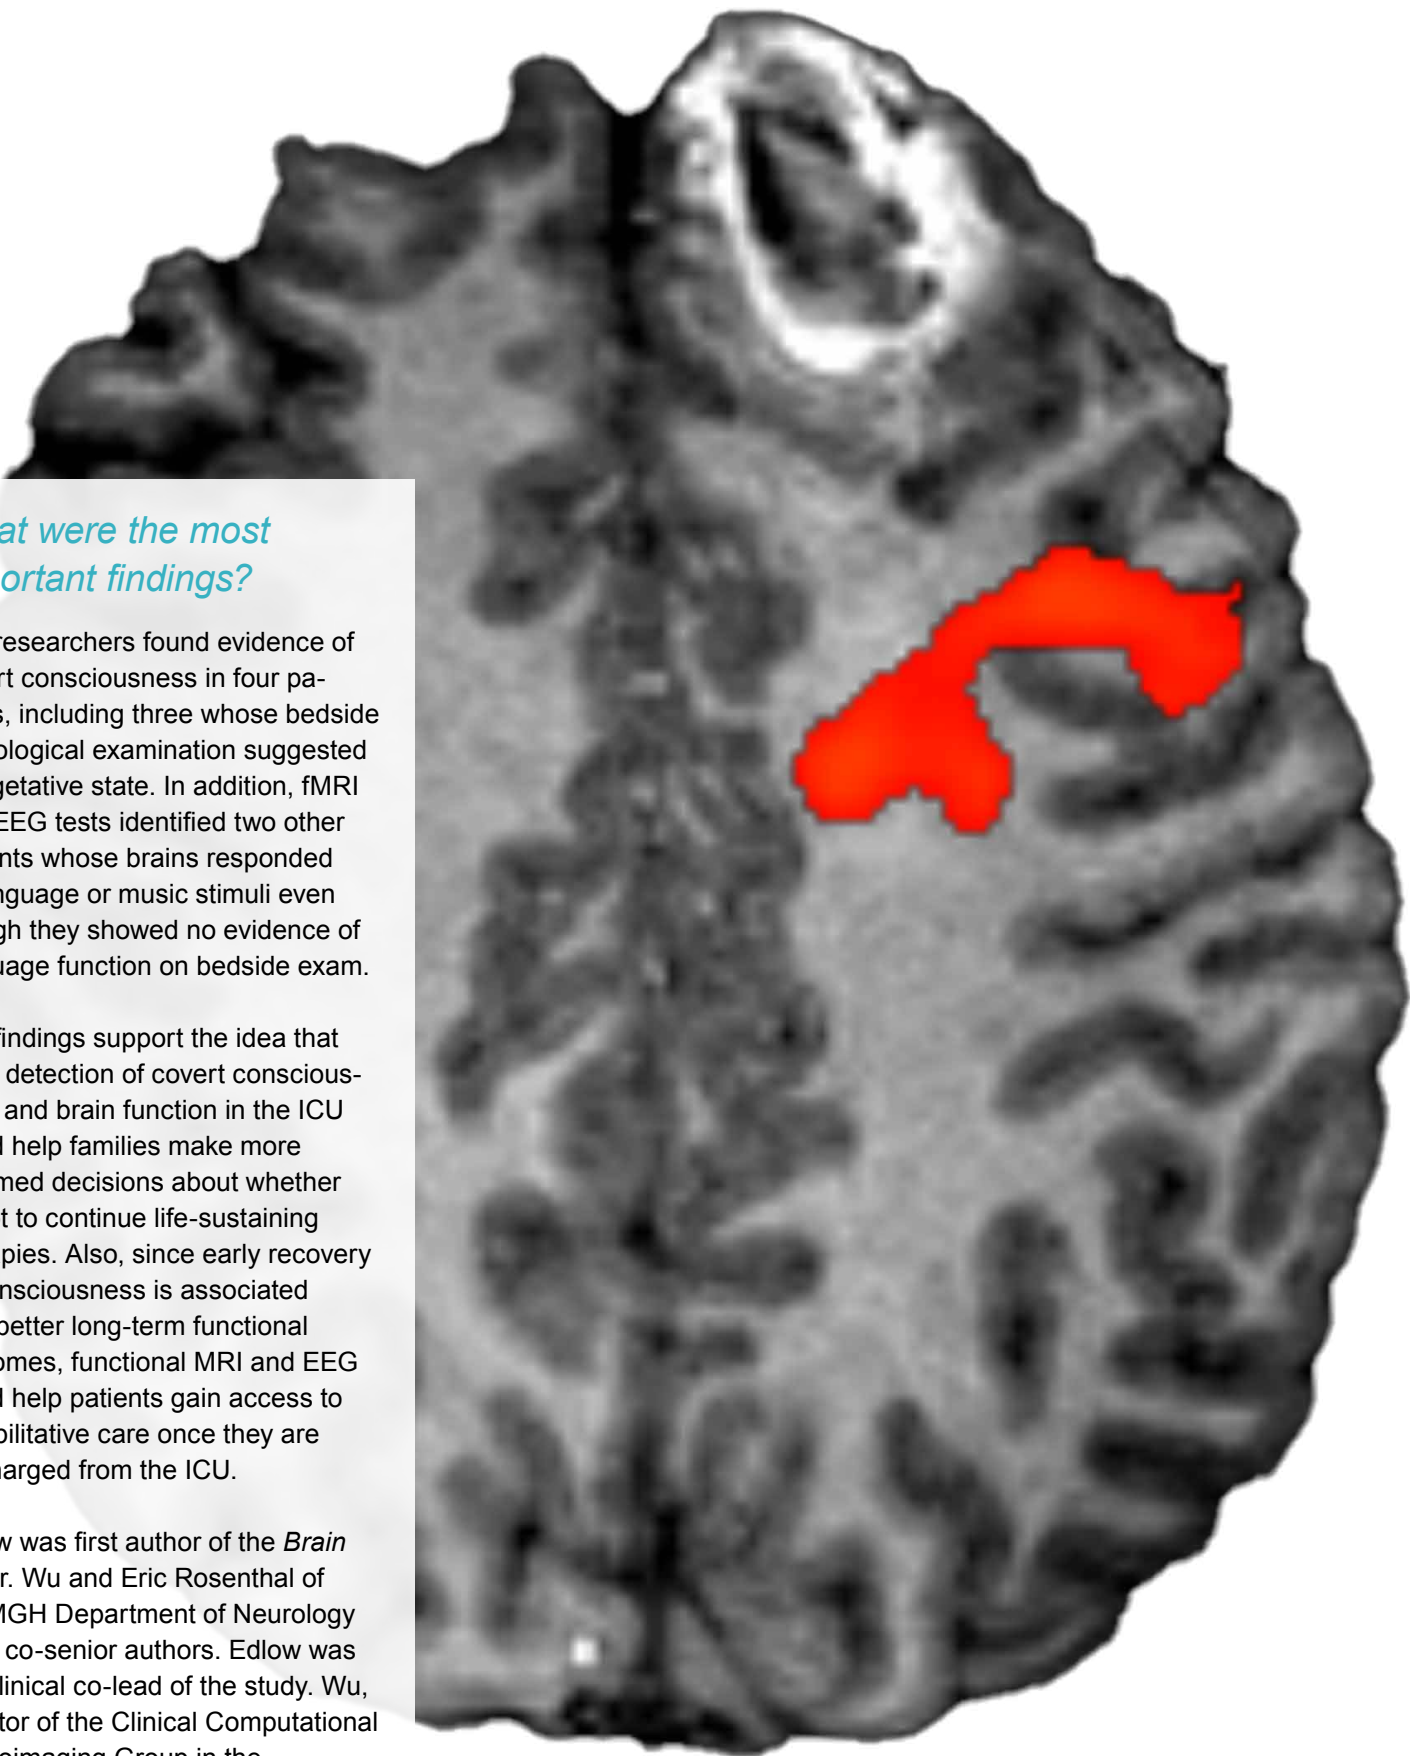 at were the most
ortant findings?
researchers found evidence of
rt consciousness in four pa-
s, including three whose bedside
ological examination suggested
getative state. In addition, fMRI
EEG tests identified two other
nts whose brains responded
nguage or music stimuli even
gh they showed no evidence of
uage function on bedside exam.
findings support the idea that
detection of covert conscious-
and brain function in the ICU
d help families make more
med decisions about whether
t to continue life-sustaining
pies. Also, since early recovery
nsciousness is associated
better long-term functional
omes, functional MRI and EEG
d help patients gain access to
bilitative care once they are
harged from the ICU.
w was first author of the Brain
r. Wu and Eric Rosenthal of
MGH Department of Neurology
co-senior authors. Edlow was
linical co-lead of the study. Wu,
tor of the Clinical Computational
oimaging Group in the